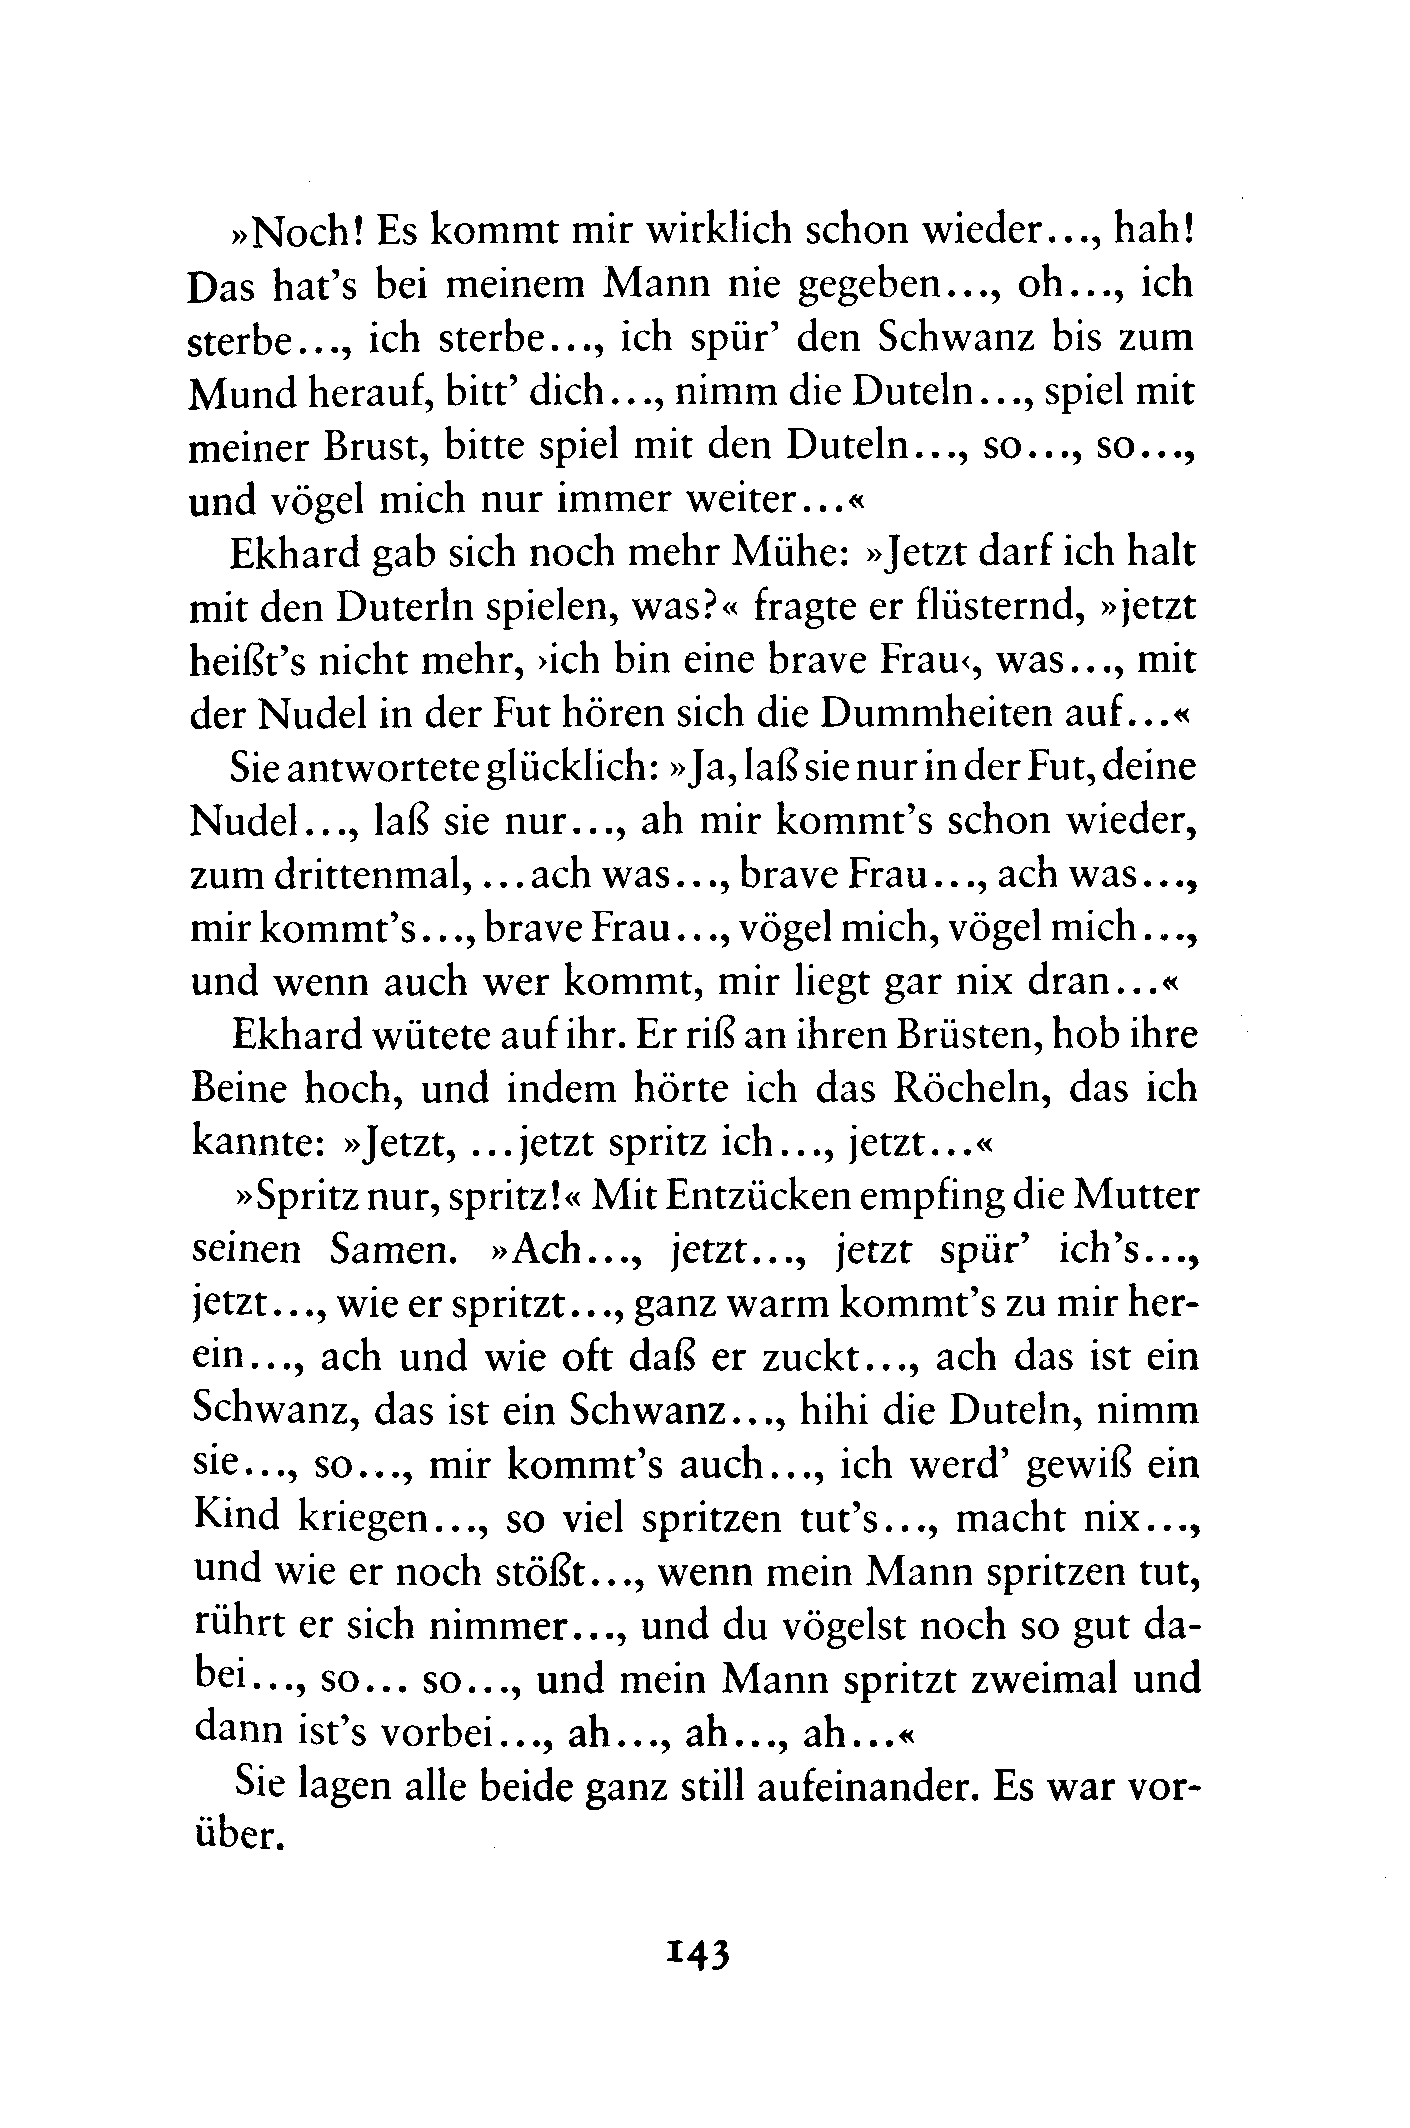 »Noch! Es kommt mir wirklich schon wieder..., hah!
Das hat's bei meinem Mann nie gegeben..., oh..., ich
sterbe..., ich sterbe..., ich spür' den Schwanz bis zum
Mund herauf, bitt' dich..., nimm die Duteln..., spiel mit
meiner Brust, bitte spiel mit den Duteln..., so..., so...,
und vögel mich nur immer weiter...«
Ekhard gab sich noch mehr Mühe: »Jetzt darf ich halt
mit den Duterln spielen, was?« fragte er flüsternd, »jetzt
heißt's nicht mehr, ›ich bin eine brave Frau‹, was..., mit
der Nudel in der Fut hören sich die Dummheiten auf...«
Sie antwortete glücklich: »Ja, laß sie nur in der Fut, deine
Nudel..., laß sie nur..., ah mir kommt's schon wieder,
zum drittenmal, ...ach was..., brave Frau..., ach was...,
mir kommt's..., brave Frau..., vögel mich, vögel mich...,
und wenn auch wer kommt, mir liegt gar nix dran...«
Ekhard wütete auf ihr. Er riß an ihren Brüsten, hob ihre
Beine hoch, und indem hörte ich das Röcheln, das ich
kannte: »Jetzt, ...jetzt spritz ich..., jetzt...«
»Spritz nur, spritz!« Mit Entzücken empfing die Mutter
seinen Samen. »Ach..., jetzt..., jetzt spür' ich's...,
jetzt..., wie er spritzt..., ganz warm kommt's zu mir her-
ein..., ach und wie oft daß er zuckt..., ach das ist ein
Schwanz, das ist ein Schwanz..., hihi die Duteln, nimm
sie..., so..., mir kommt's auch..., ich werd' gewiß ein
Kind kriegen..., so viel spritzen tut's..., macht nix...,
und wie er noch stößt..., wenn mein Mann spritzen tut,
rührt er sich nimmer..., und du vögelst noch so gut da-
bei..., so... so..., und mein Mann spritzt zweimal und
dann ist's vorbei..., ah..., ah..., ah...«
Sie lagen alle beide ganz still aufeinander. Es war vor-
über.
143